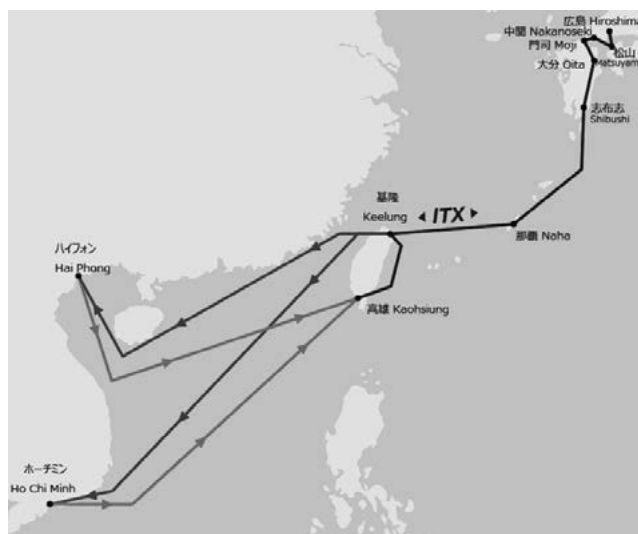 広島 Hiroshima
中関 Nakanoseki
門司 Moji
松山
Matsuyama
大分 Oita
志布志
Shibushi
基隆
Keelung
◄ ITX ►
那覇 Naha
ハイフォン
Hai Phong
高雄 Kaohsiung
ホーチミン
Ho Chi Minh